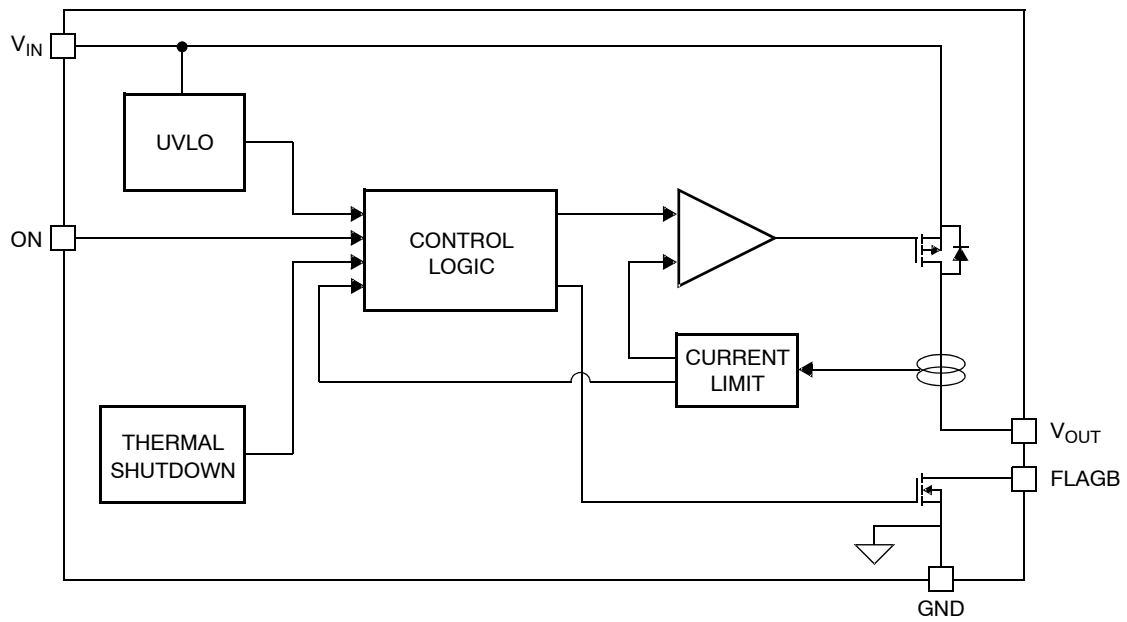 VIN
UVLO
ON
CONTROL
LOGIC
CURRENT
LIMIT
THERMAL
SHUTDOWN
VOUT
FLAGB
GND